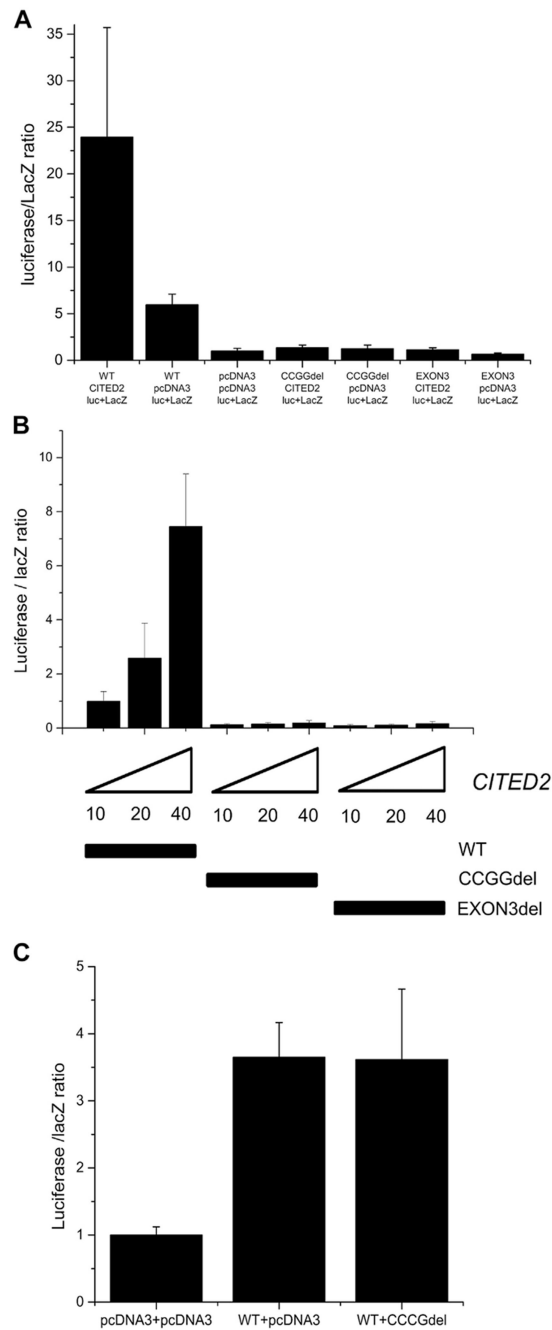 A
luciferase/LacZ ratio
35
30
25
20
15
10
5
0
WT CITED2 luc+LacZ
WT pcDNA3 luc+LacZ
pcDNA3 pcDNA3 luc+LacZ
CCGGdel CITED2 luc+LacZ
CCGGdel pcDNA3 luc+LacZ
EXON3 CITED2 luc+LacZ
EXON3 pcDNA3 luc+LacZ
B
Luciferase / lacZ ratio
10
8
6
4
2
0
CITED2
10 20 40 10 20 40 10 20 40
WT
CCGGdel
EXON3del
C
Luciferase /lacZ ratio
5
4
3
2
1
0
pcDNA3+pcDNA3 WT+pcDNA3 WT+CCCGdel